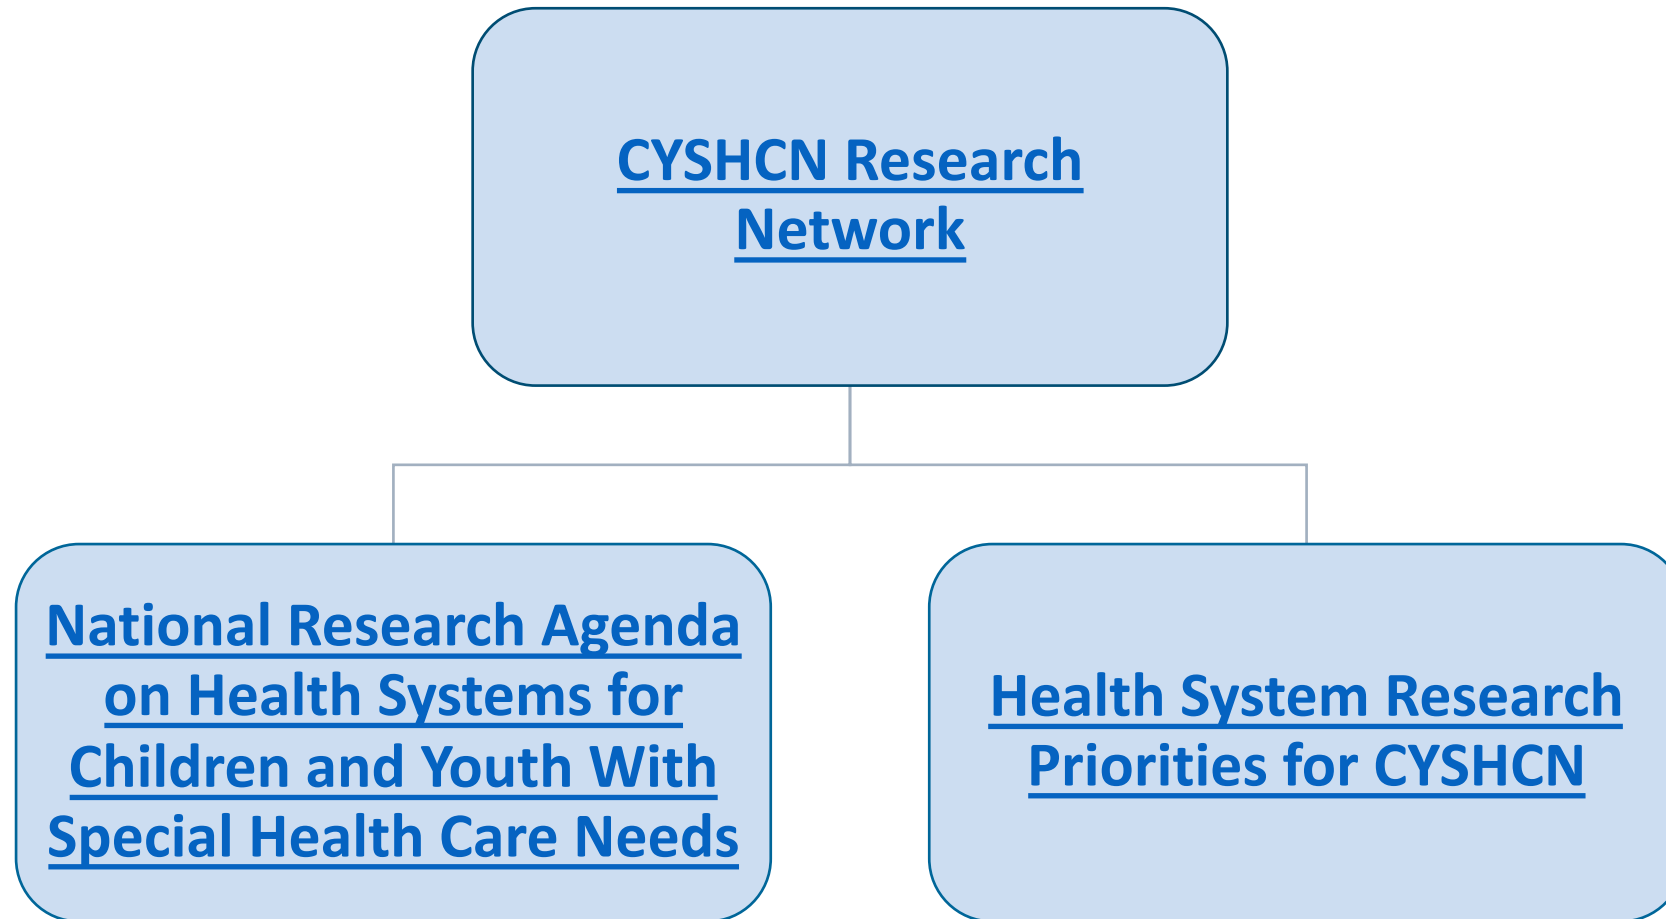 CYSHCN Research
Network
National Research Agenda
on Health Systems for
Children and Youth With
Special Health Care Needs
Health System Research
Priorities for CYSHCN